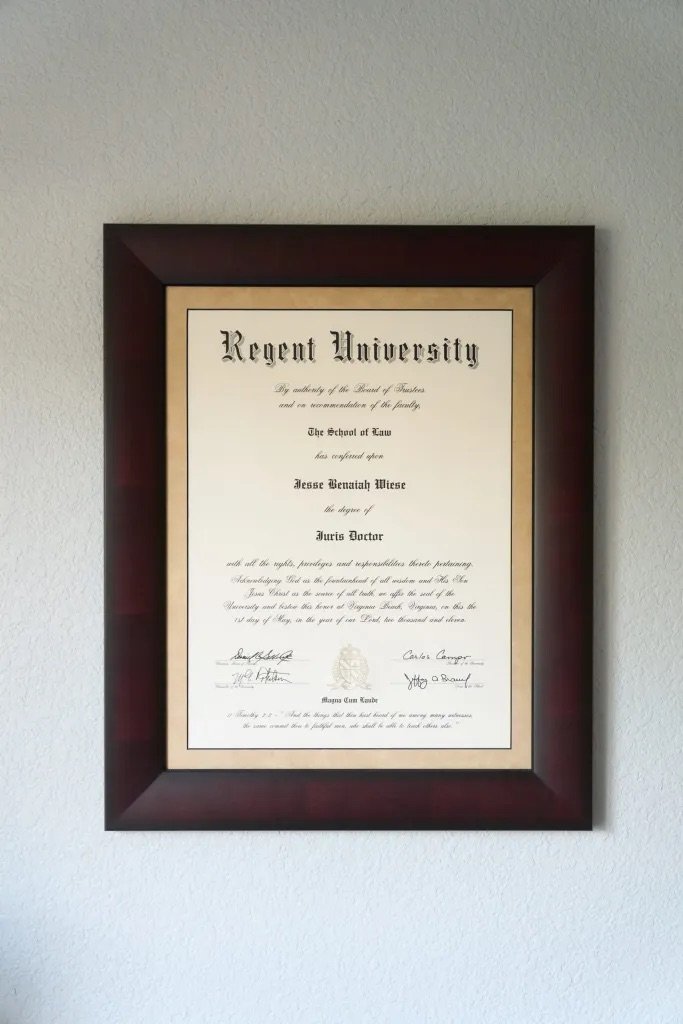 Regent University
By authority of the Board of Trustees
and on recommendation of the faculty,
The School of Law
has conferred upon
Jesse Benaiah Wiese
the degree of
Juris Doctor
with all the rights, privileges and responsibilities thereto pertaining.
Acknowledging God as the fountainhead of all wisdom and His Son
Jesus Christ as the source of all truth, we affix the seal of the
University and bestow this honor at Virginia Beach, Virginia, on this the
1st day of May, in the year of our Lord, two thousand and eleven.
Carlos Campo
Magna Cum Laude
II Timothy 2:2 - "And the things that thou hast heard of me among many witnesses,
the same commit thou to faithful men, who shall be able to teach others also."